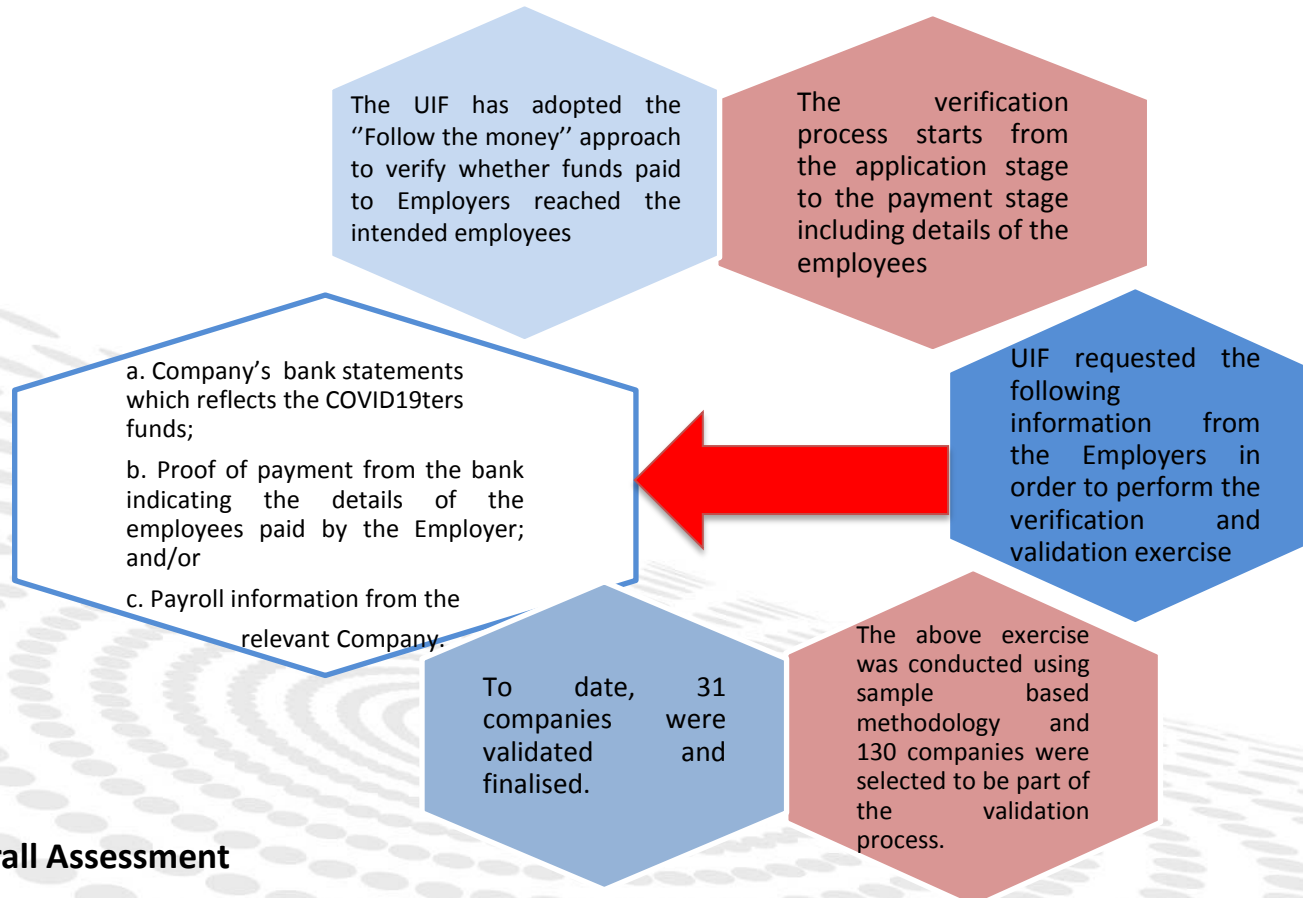 The UIF has adopted the
‘’Follow the money’’ approach
to verify whether funds paid
to Employers reached the
intended employees
The verification
process starts from
the application stage
to the payment stage
including details of the
employees
UIF requested the
following
information from
the Employers in
order to perform the
verification and
validation exercise
a. Company’s bank statements
which reflects the COVID19ters
funds;
b. Proof of payment from the bank
indicating the details of the
employees paid by the Employer;
and/or
c. Payroll information from the
relevant Company.
The above exercise
was conducted using
sample based
methodology and
130 companies were
selected to be part of
the validation
process.
To date, 31
companies were
validated and
finalised.
Assessment